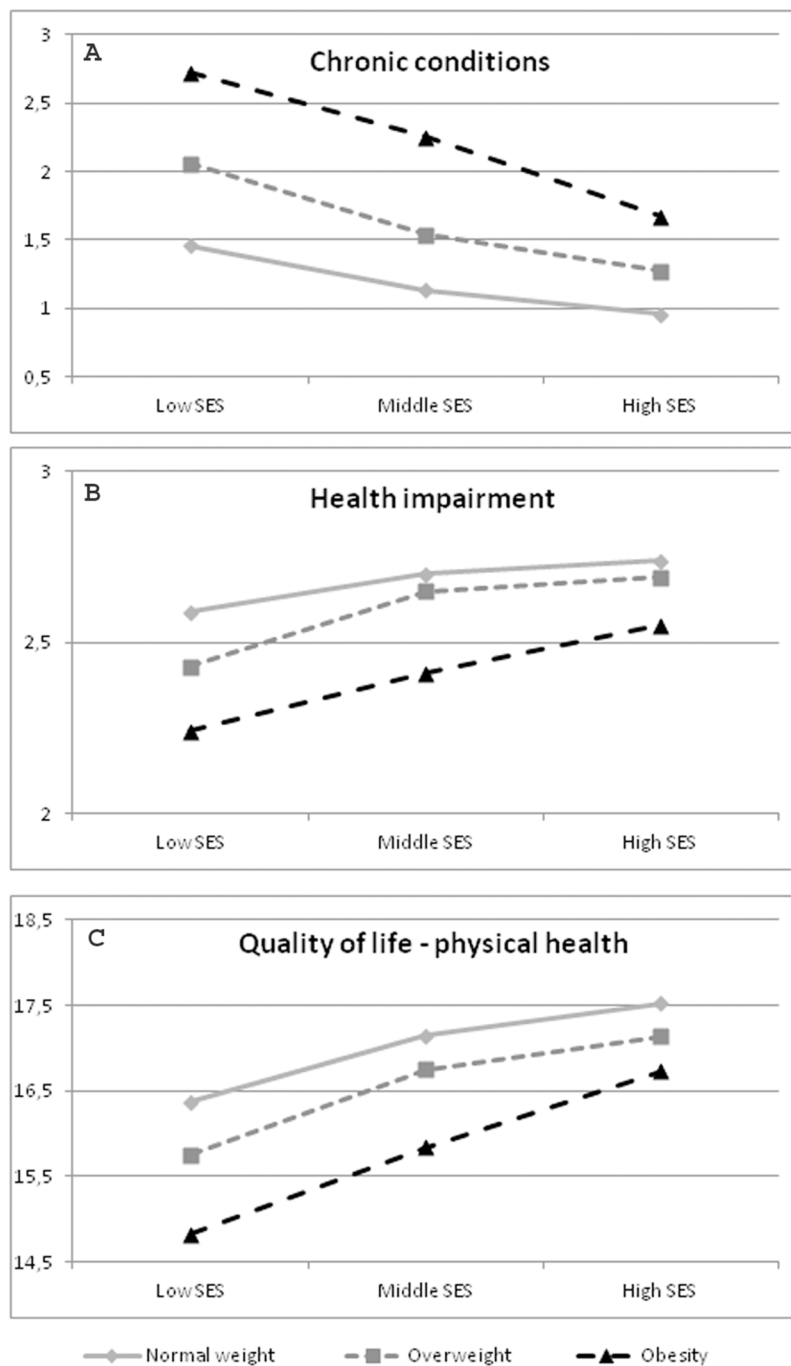 3
A
Chronic conditions
2,5
2
1,5
1
0,5
Low SES Middle SES High SES
3
B
Health impairment
2,5
2
Low SES Middle SES High SES
18,5
C
Quality of life - physical health
17,5
16,5
15,5
14,5
Low SES Middle SES High SES
Normal weight Overweight Obesity